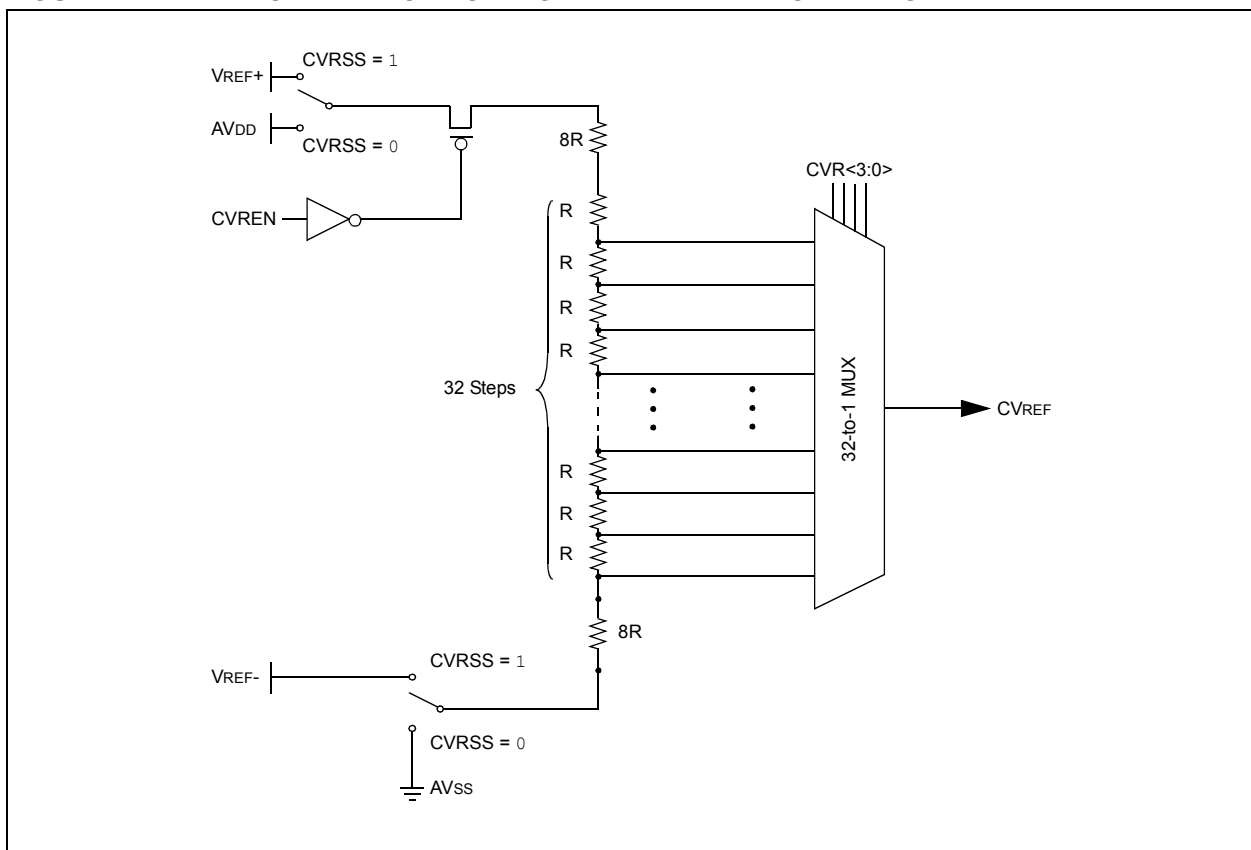 CVRSS = 1
VREF+
AVDD
CVRSS = 0
8R
CVR<3:0>
CVREN
R
R
R
R
32 Steps
32-to-1 MUX
CVREF
R
R
R
8R
CVRSS = 1
VREF-
CVRSS = 0
AVSS